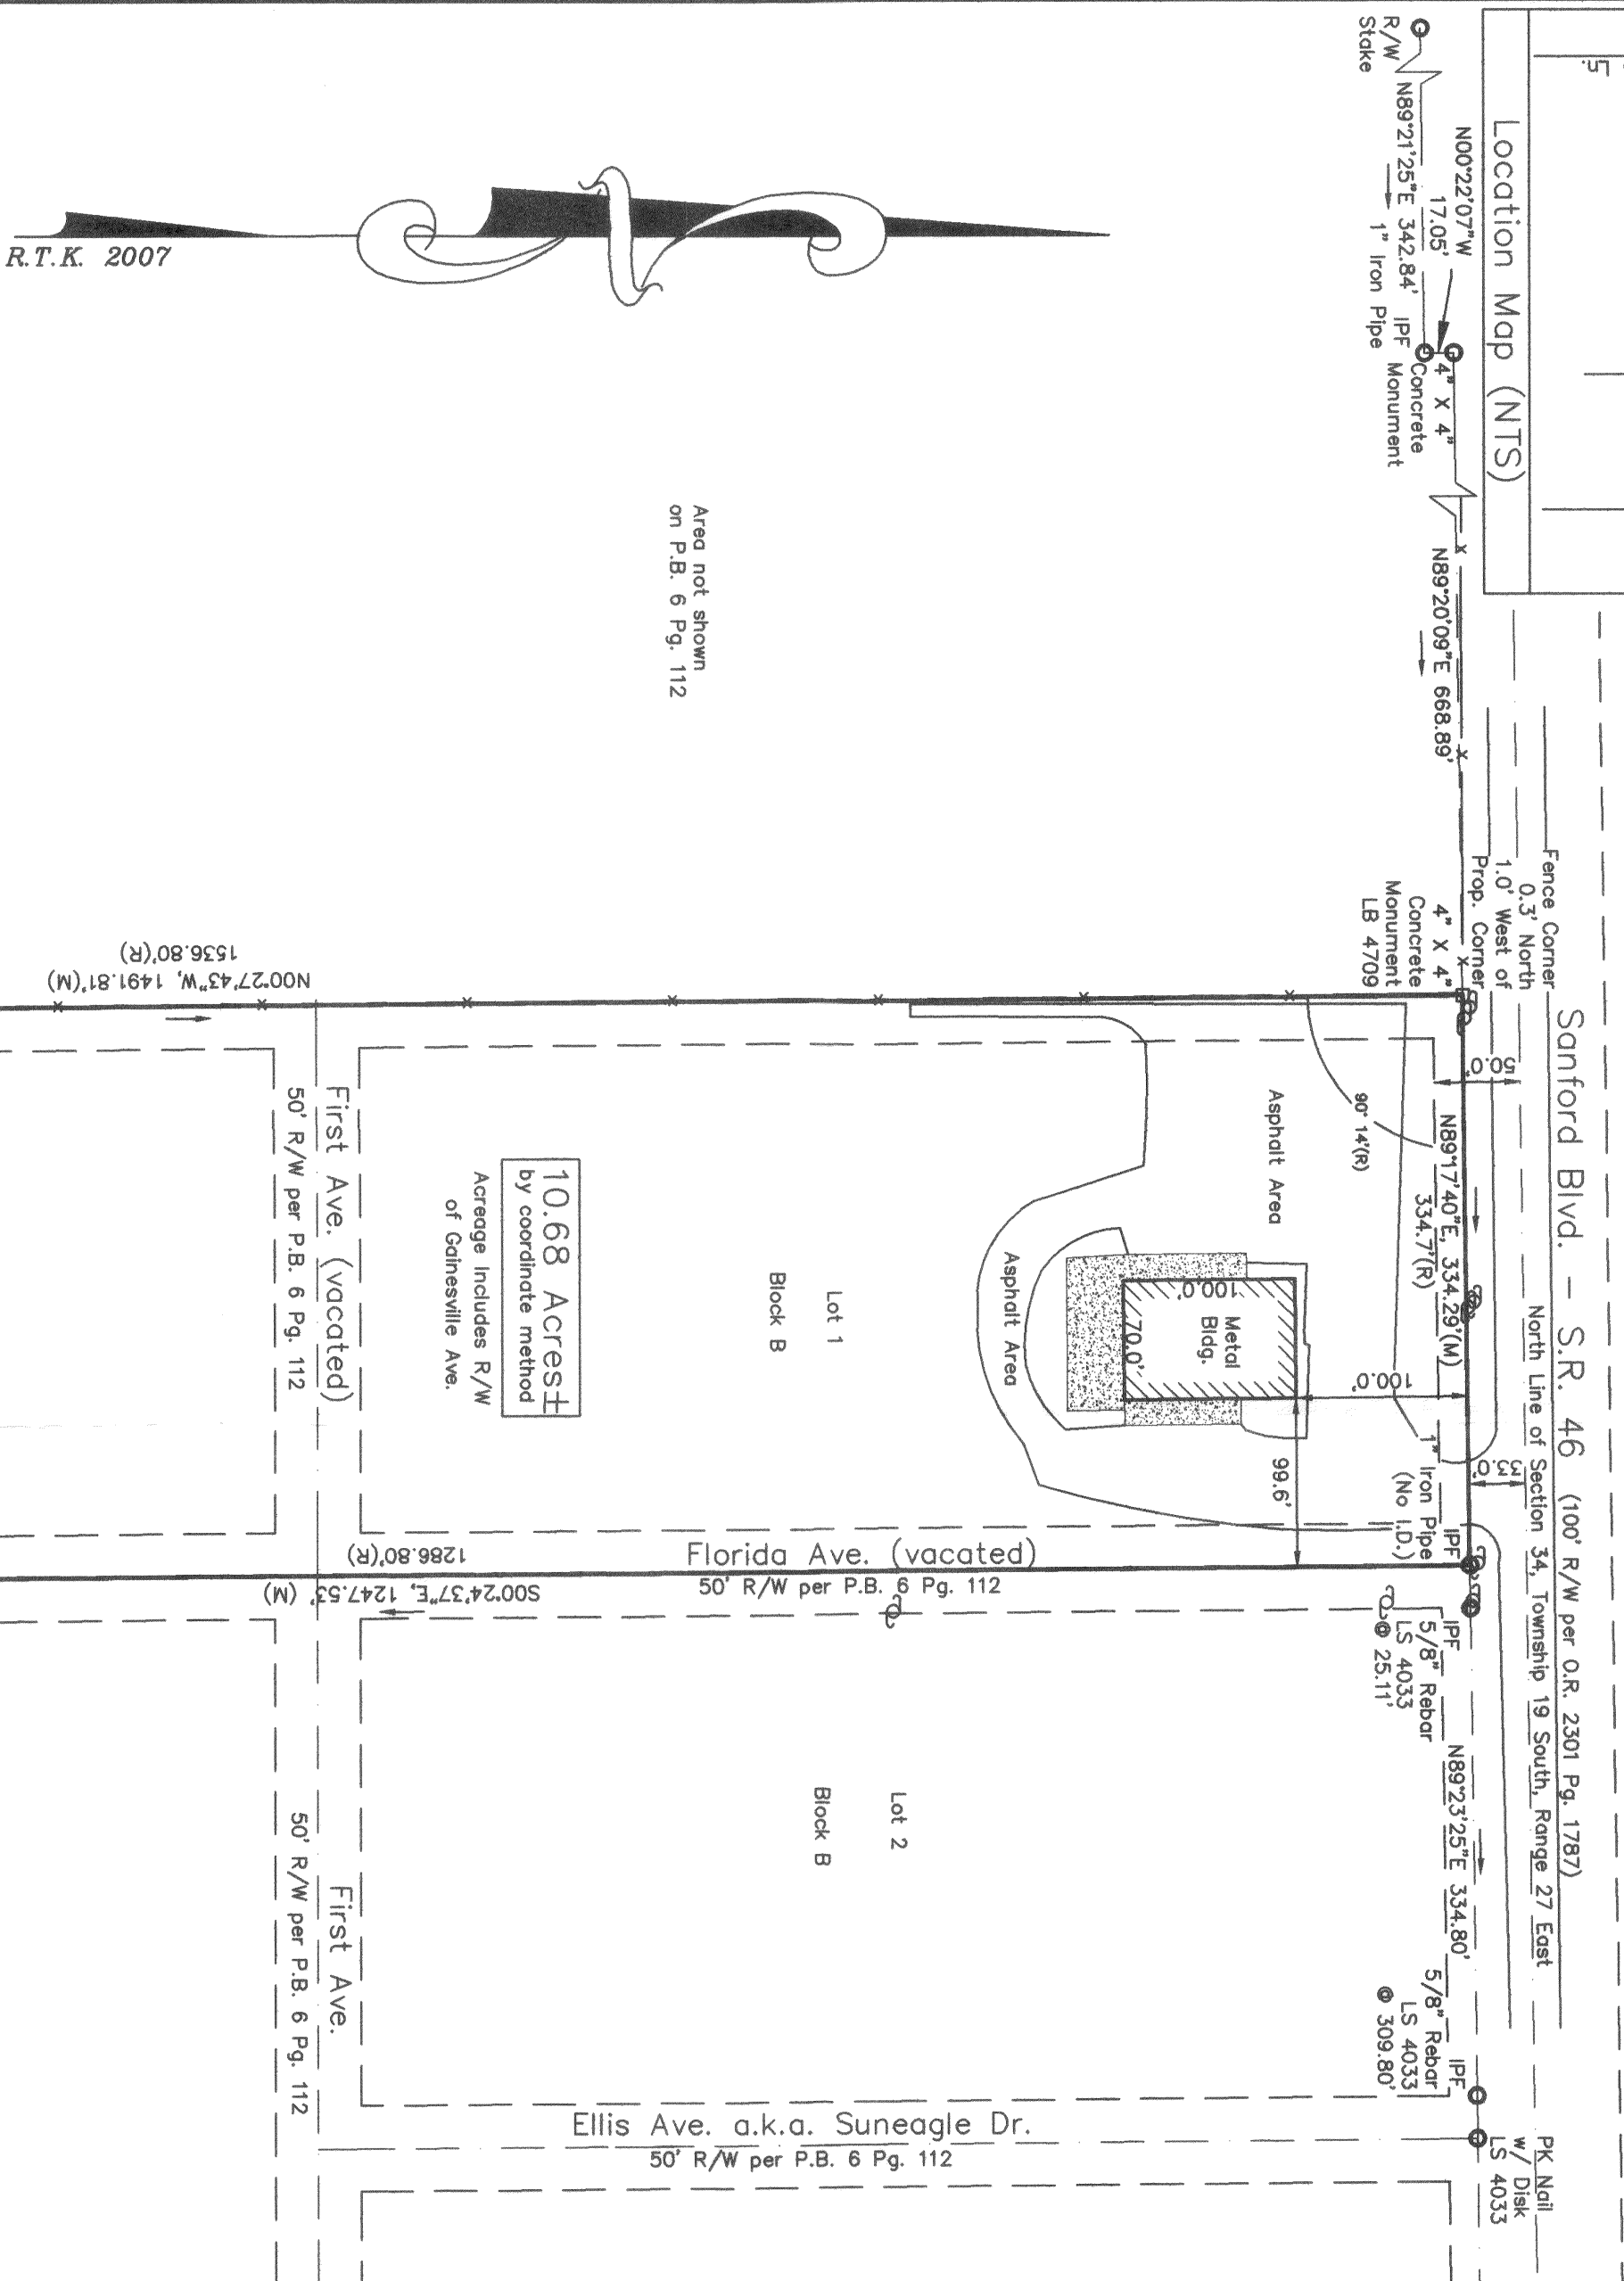 5
Location Map (NTS)
N00°22'07"W
17.05'
N89°21'25"E 342.84'
R/W
Stake
IPF
1" Iron Pipe
4" X 4"
Concrete
Monument
N89°20'09"E 668.89'
Fence Corner
0.3' North
1.0' West of
Prop. Corner
4" X 4"
Concrete
Monument
LB 4709
Sanford Blvd. - S.R. 46 (100' R/W per O.R. 2301 Pg. 1787)
North Line of Section 34, Township 19 South, Range 27 East
50.0'
33.0'
N89°17'40"E, 334.29'(M)
334.7'(R)
90° 14'(R)
IPF
1" Iron Pipe
(No I.D.)
IPF
5/8" Rebar
LS 4033
@ 25.11'
N89°23'25"E 334.80'
IPF
5/8" Rebar
LS 4033
@ 309.80'
PK Nail
w/ Disk
LS 4033
Asphalt Area
100.0'
99.6'
Metal
Bldg.
100.0'
70.0'
Asphalt Area
Lot 1
Block B
Lot 2
Block B
Area not shown
on P.B. 6 Pg. 112
10.68 Acres±
by coordinate method
Acreage Includes R/W
of Gainesville Ave.
Florida Ave. (vacated)
50' R/W per P.B. 6 Pg. 112
Ellis Ave. a.k.a. Suneagle Dr.
50' R/W per P.B. 6 Pg. 112
First Ave. (vacated)
50' R/W per P.B. 6 Pg. 112
First Ave.
50' R/W per P.B. 6 Pg. 112
N00°27'43"W, 1491.81'(M)
1536.80'(R)
1286.80'(R)
S00°24'37"E, 1247.53' (M)
R.T.K. 2007